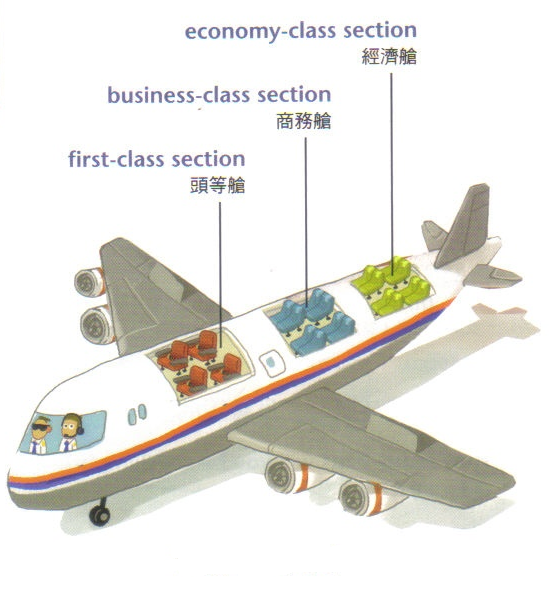 economy-class section
經濟艙
business-class section
商務艙
first-class section
頭等艙